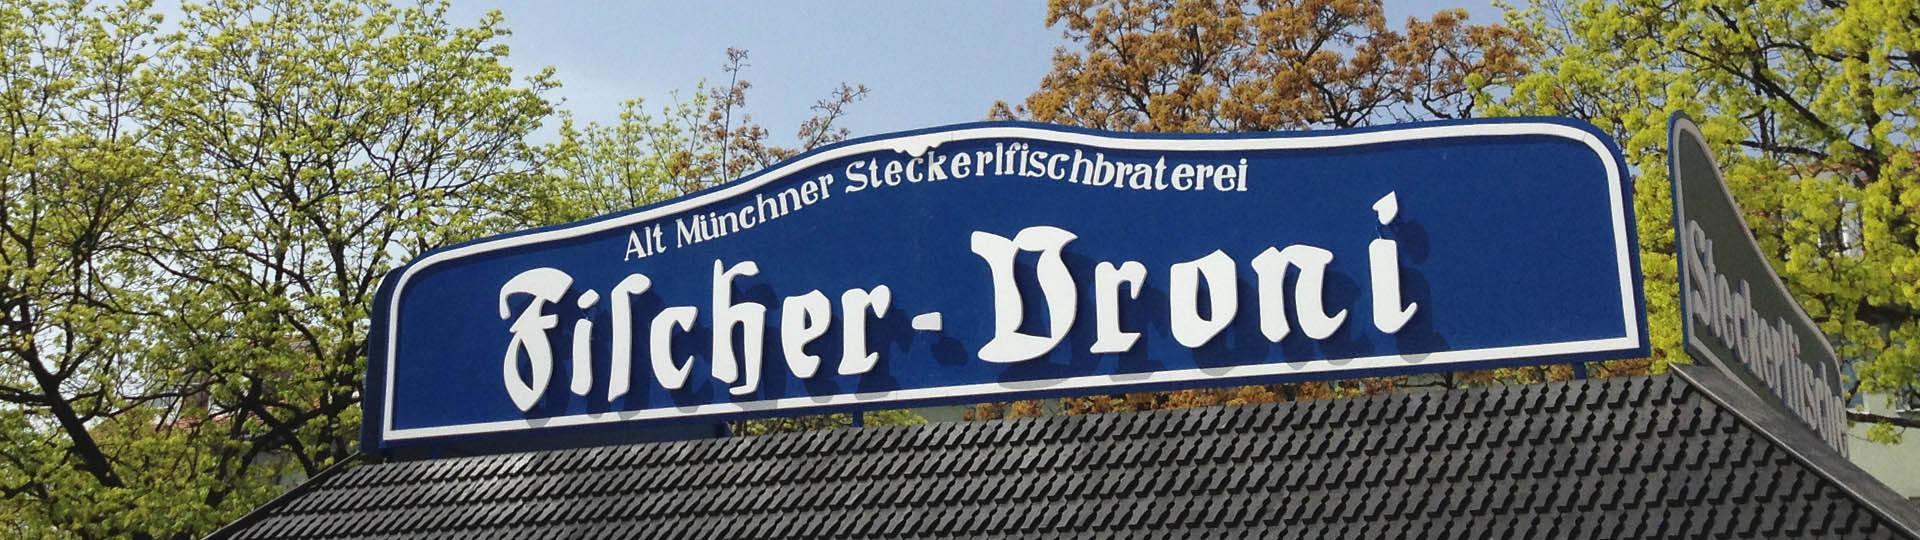 Alt Münchner Steckerlfischbraterei
Fiſcher-Vroni
Steckerlfische